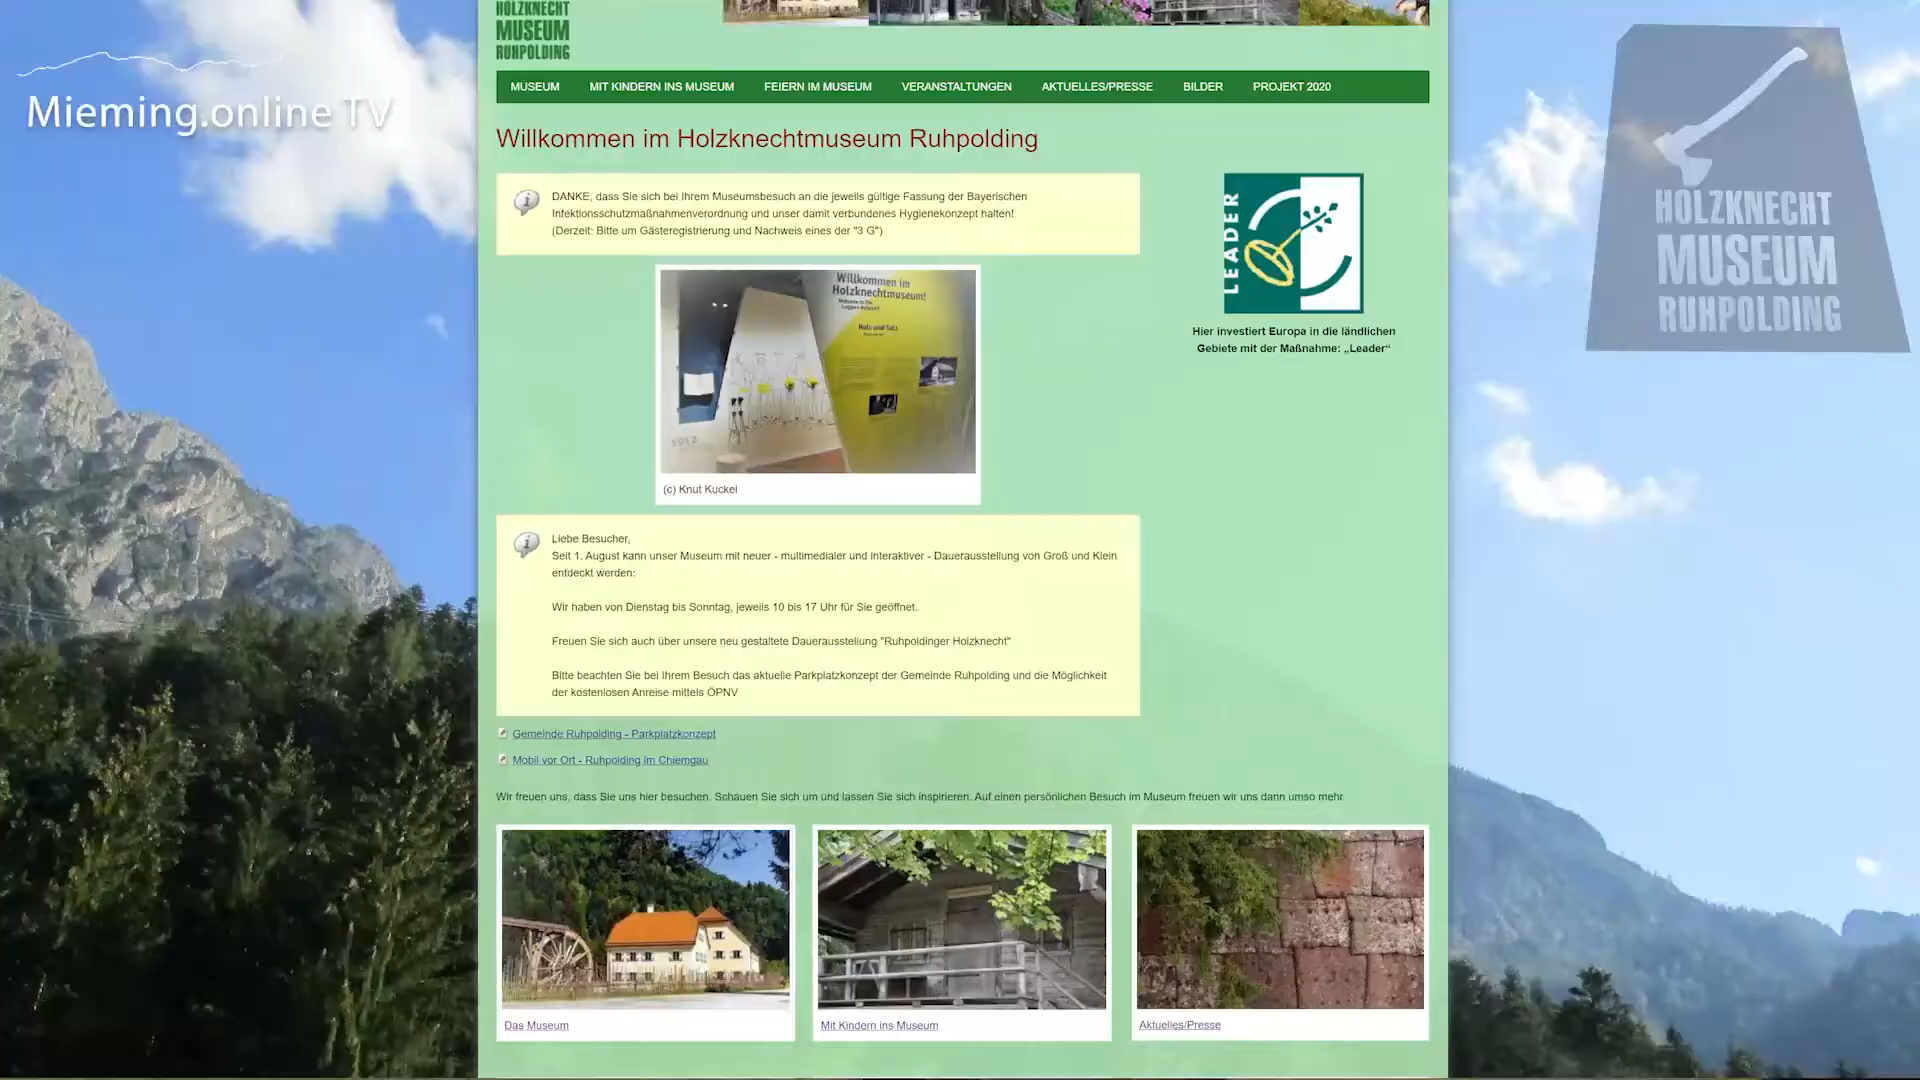 HOLZKNECHT
MUSEUM
RUHPOLDING
Mieming.online TV
MUSEUM
MIT KINDERN INS MUSEUM
FEIERN IM MUSEUM
VERANSTALTUNGEN
AKTUELLES/PRESSE
BILDER
PROJEKT 2020
Willkommen im Holzknechtmuseum Ruhpolding
DANKE, dass Sie sich bei Ihrem Museumsbesuch an die jeweils gültige Fassung der Bayerischen
Infektionsschutzmaßnahmenverordnung und unser damit verbundenes Hygienekonzept halten!
(Derzeit: Bitte um Gästeregistrierung und Nachweis eines der "3 G")
LEADER
Hier investiert Europa in die ländlichen
Gebiete mit der Maßnahme: „Leader“
HOLZKNECHT
MUSEUM
RUHPOLDING
Willkommen im
Holzknechtmuseum!
Holz und Salz
(c) Knut Kuckel
Liebe Besucher,
Seit 1. August kann unser Museum mit neuer - multimedialer und interaktiver - Dauerausstellung von Groß und Klein
entdeckt werden:
Wir haben von Dienstag bis Sonntag, jeweils 10 bis 17 Uhr für Sie geöffnet.
Freuen Sie sich auch über unsere neu gestaltete Dauerausstellung "Ruhpoldinger Holzknecht"
Bitte beachten Sie bei Ihrem Besuch das aktuelle Parkplatzkonzept der Gemeinde Ruhpolding und die Möglichkeit
der kostenlosen Anreise mittels ÖPNV
Gemeinde Ruhpolding - Parkplatzkonzept
Mobil vor Ort - Ruhpolding im Chiemgau
Wir freuen uns, dass Sie uns hier besuchen. Schauen Sie sich um und lassen Sie sich inspirieren. Auf einen persönlichen Besuch im Museum freuen wir uns dann umso mehr.
Das Museum
Mit Kindern ins Museum
Aktuelles/Presse